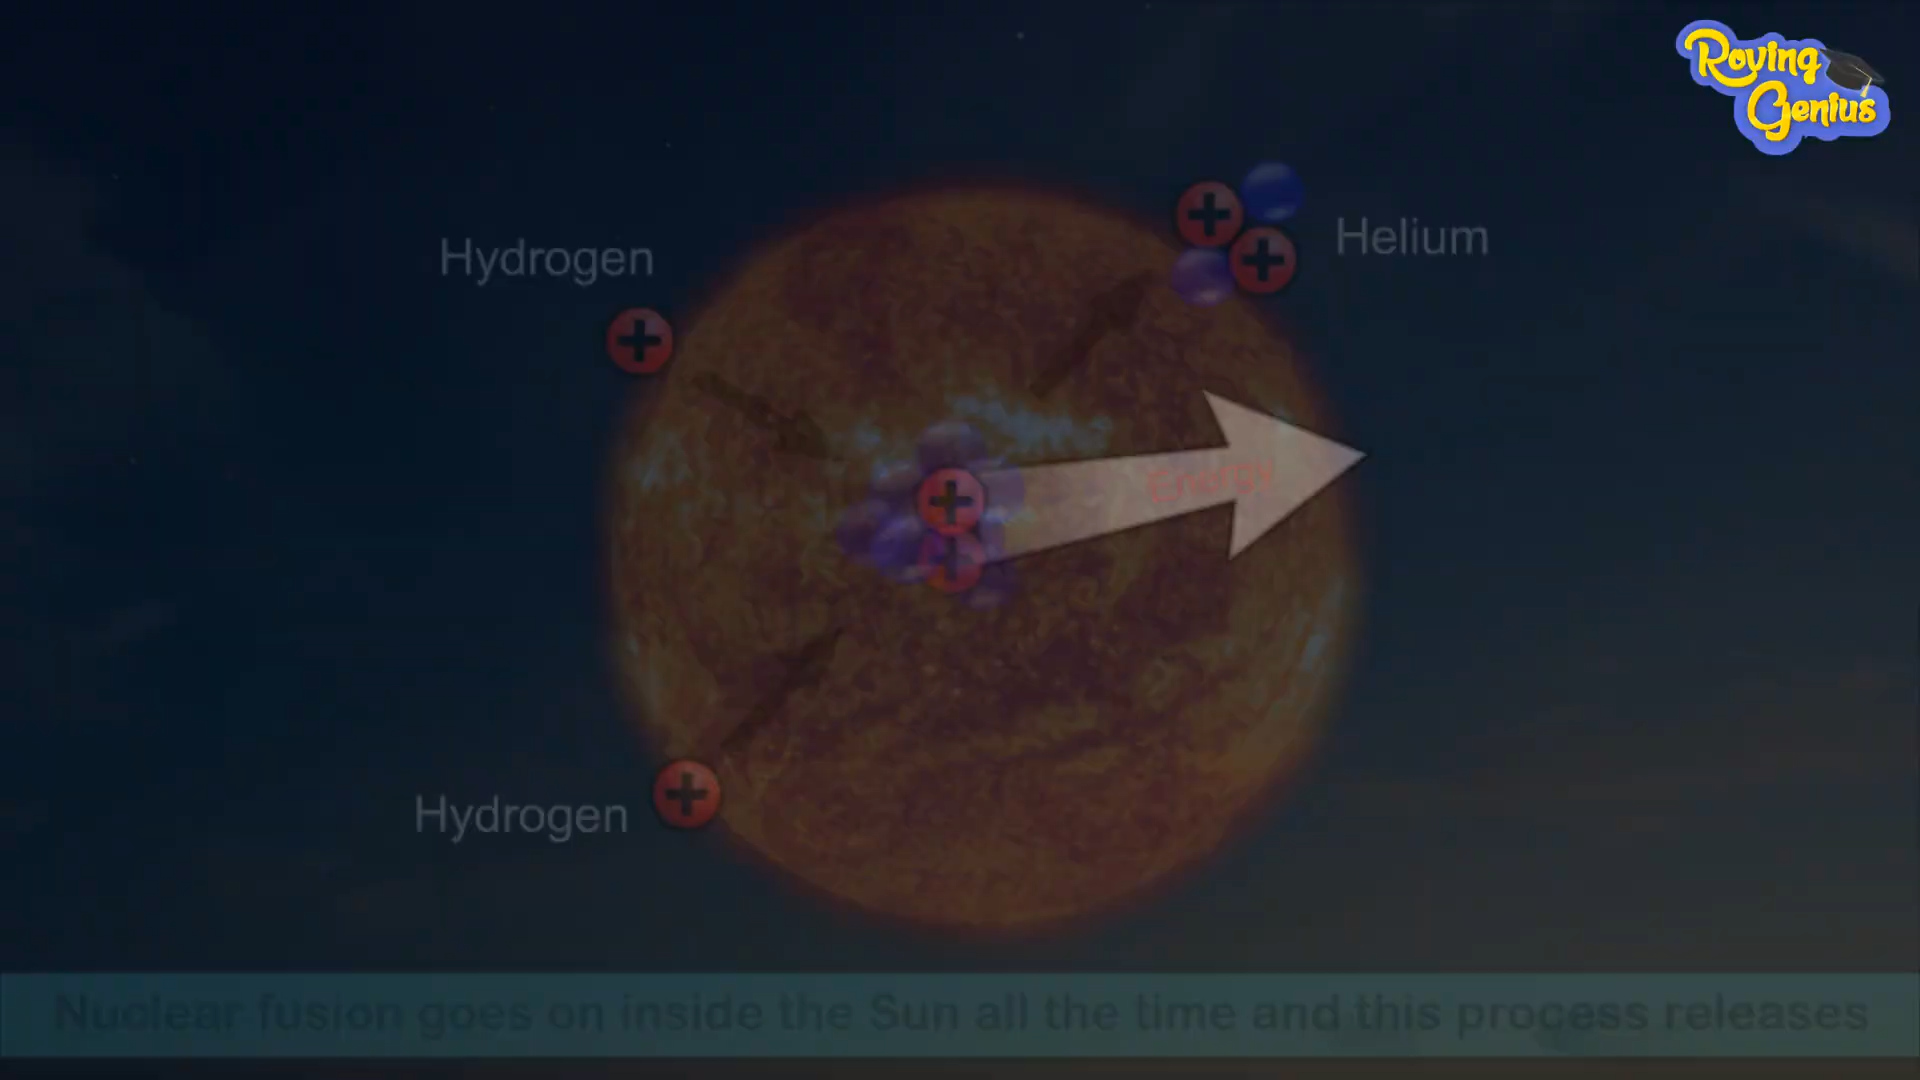 Roving
Genius
Helium
Hydrogen
Energy
Hydrogen
Nuclear fusion goes on inside the Sun all the time and this process releases